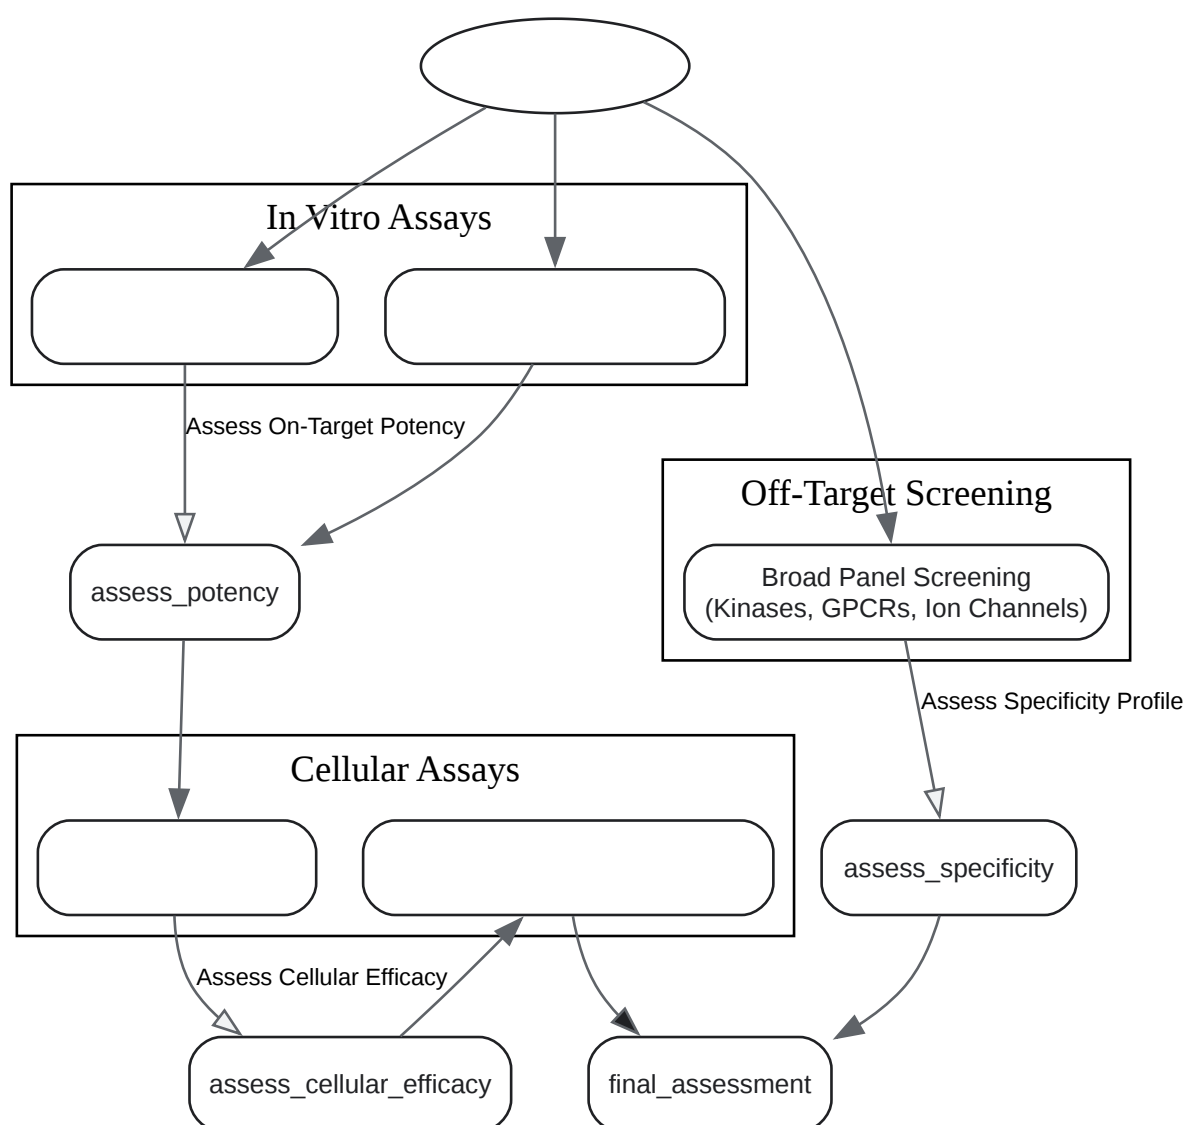 In Vitro Assays
Assess On-Target Potency
Off-Target Screening
Broad Panel Screening
(Kinases, GPCRs, Ion Channels)
assess_potency
Assess Specificity Profile
Cellular Assays
assess_specificity
Assess Cellular Efficacy
assess_cellular_efficacy
final_assessment